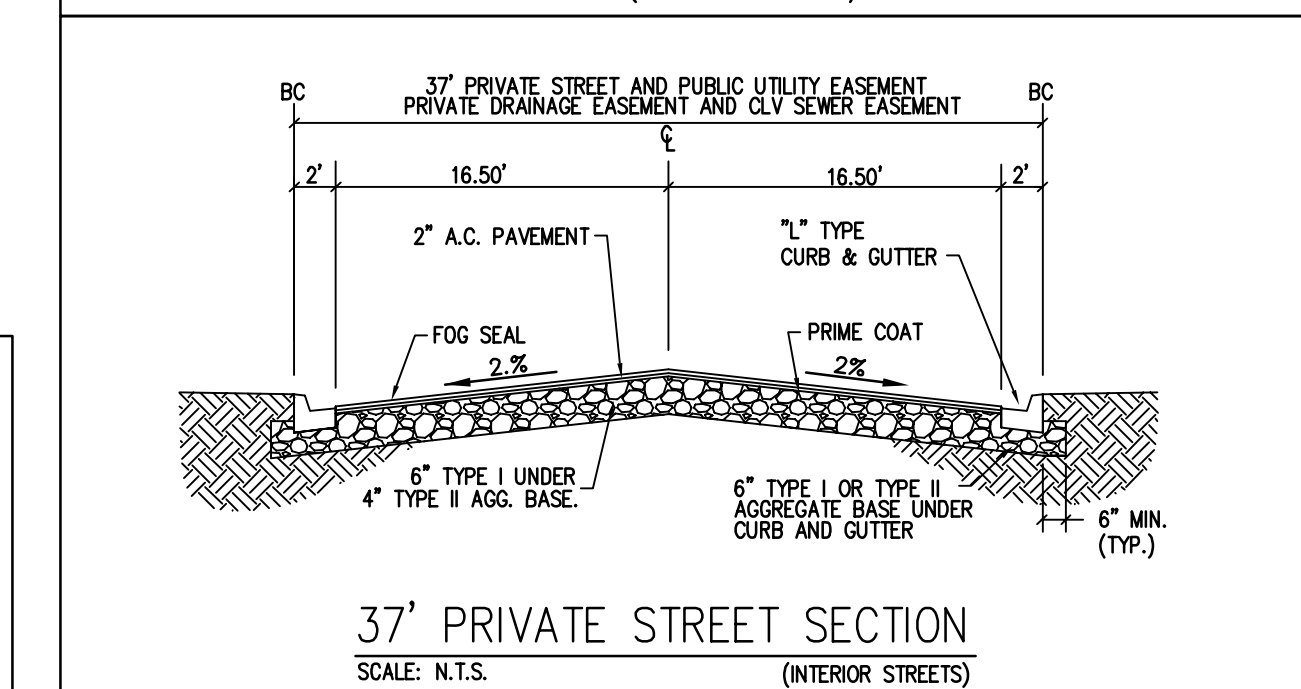 37' PRIVATE STREET AND PUBLIC UTILITY EASEMENT
PRIVATE DRAINAGE EASEMENT AND CLV SEWER EASEMENT
BC
BC
℄
2'
16.50'
16.50'
2'
2" A.C. PAVEMENT
"L" TYPE
CURB & GUTTER
FOG SEAL
PRIME COAT
2.%
2%
6" TYPE I UNDER
4" TYPE II AGG. BASE.
6" TYPE I OR TYPE II
AGGREGATE BASE UNDER
CURB AND GUTTER
6" MIN.
(TYP.)
37' PRIVATE STREET SECTION
SCALE: N.T.S.
(INTERIOR STREETS)